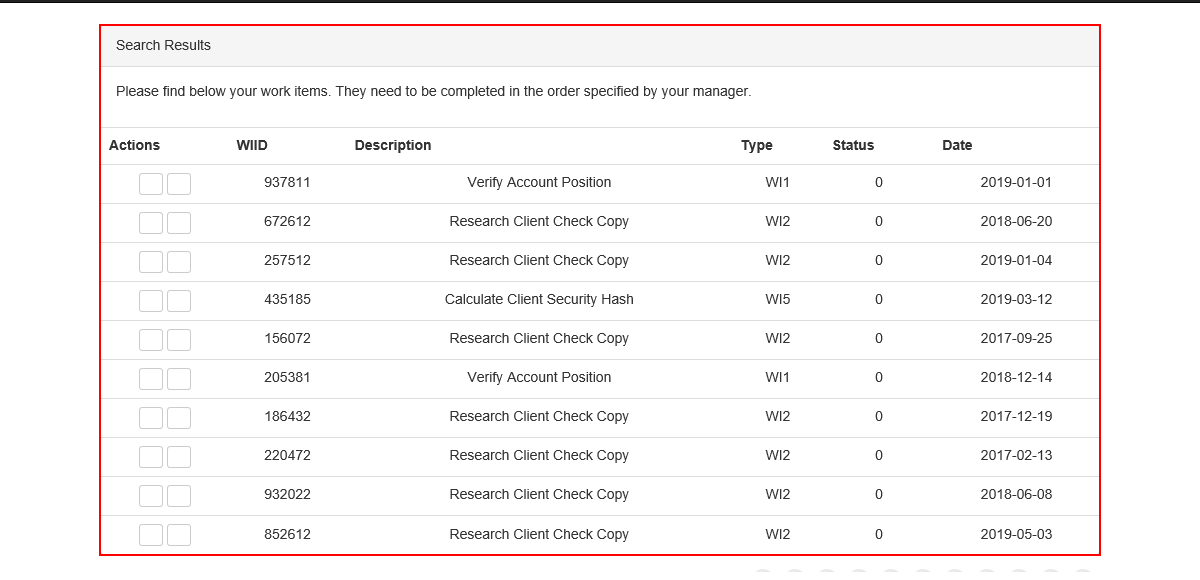 Search Results
Please find below your work items. They need to be completed in the order specified by your manager.
Actions WIID Description Type Status Date
937811 Verify Account Position WI1 0 2019-01-01
672612 Research Client Check Copy WI2 0 2018-06-20
257512 Research Client Check Copy WI2 0 2019-01-04
435185 Calculate Client Security Hash WI5 0 2019-03-12
156072 Research Client Check Copy WI2 0 2017-09-25
205381 Verify Account Position WI1 0 2018-12-14
186432 Research Client Check Copy WI2 0 2017-12-19
220472 Research Client Check Copy WI2 0 2017-02-13
932022 Research Client Check Copy WI2 0 2018-06-08
852612 Research Client Check Copy WI2 0 2019-05-03